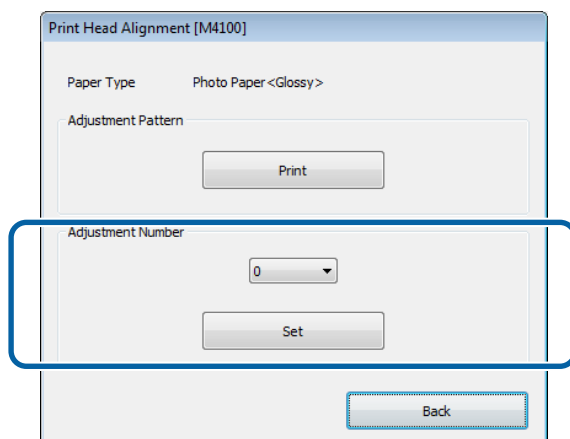 Print Head Alignment [M4100]
Paper Type Photo Paper<Glossy>
Adjustment Pattern
Print
Adjustment Number
0
Set
Back